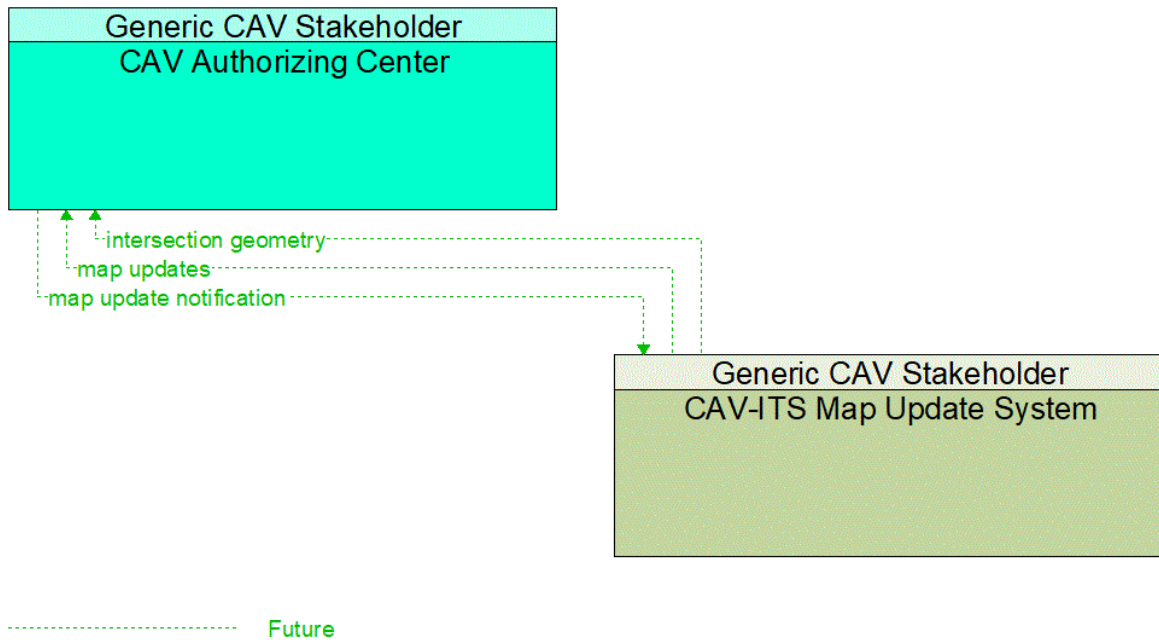 Generic CAV Stakeholder
CAV Authorizing Center
intersection geometry
map updates
map update notification
Generic CAV Stakeholder
CAV-ITS Map Update System
Future